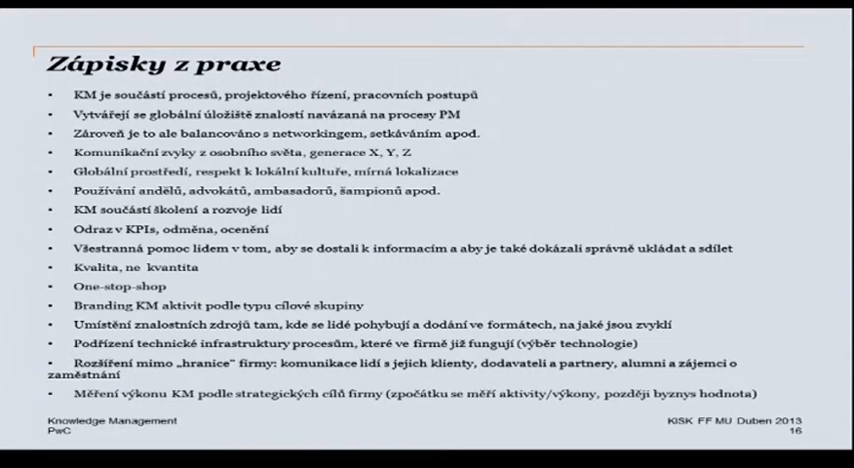 Zápisky z praxe
• KM je součástí procesů, projektového řízení, pracovních postupů
• Vytvářejí se globální úložiště znalostí navázaná na procesy PM
• Zároveň je to ale balancováno s networkingem, setkáváním apod.
• Komunikační zvyky z osobního světa, generace X, Y, Z
• Globální prostředí, respekt k lokální kultuře, mírná lokalizace
• Používání andělů, advokátů, ambasadorů, šampionů apod.
• KM součástí školení a rozvoje lidí
• Odraz v KPIs, odměna, ocenění
• Všestranná pomoc lidem v tom, aby se dostali k informacím a aby je také dokázali správně ukládat a sdílet
• Kvalita, ne kvantita
• One-stop-shop
• Branding KM aktivit podle typu cílové skupiny
• Umístění znalostních zdrojů tam, kde se lidé pohybují a dodání ve formátech, na jaké jsou zvyklí
• Podřízení technické infrastruktury procesům, které ve firmě již fungují (výběr technologie)
• Rozšíření mimo „hranice“ firmy: komunikace lidí s jejich klienty, dodavateli a partnery, alumni a zájemci o
zaměstnání
• Měření výkonu KM podle strategických cílů firmy (zpočátku se měří aktivity/výkony, později byznys hodnota)
Knowledge Management
PwC
KISK FF MU Duben 2013
16